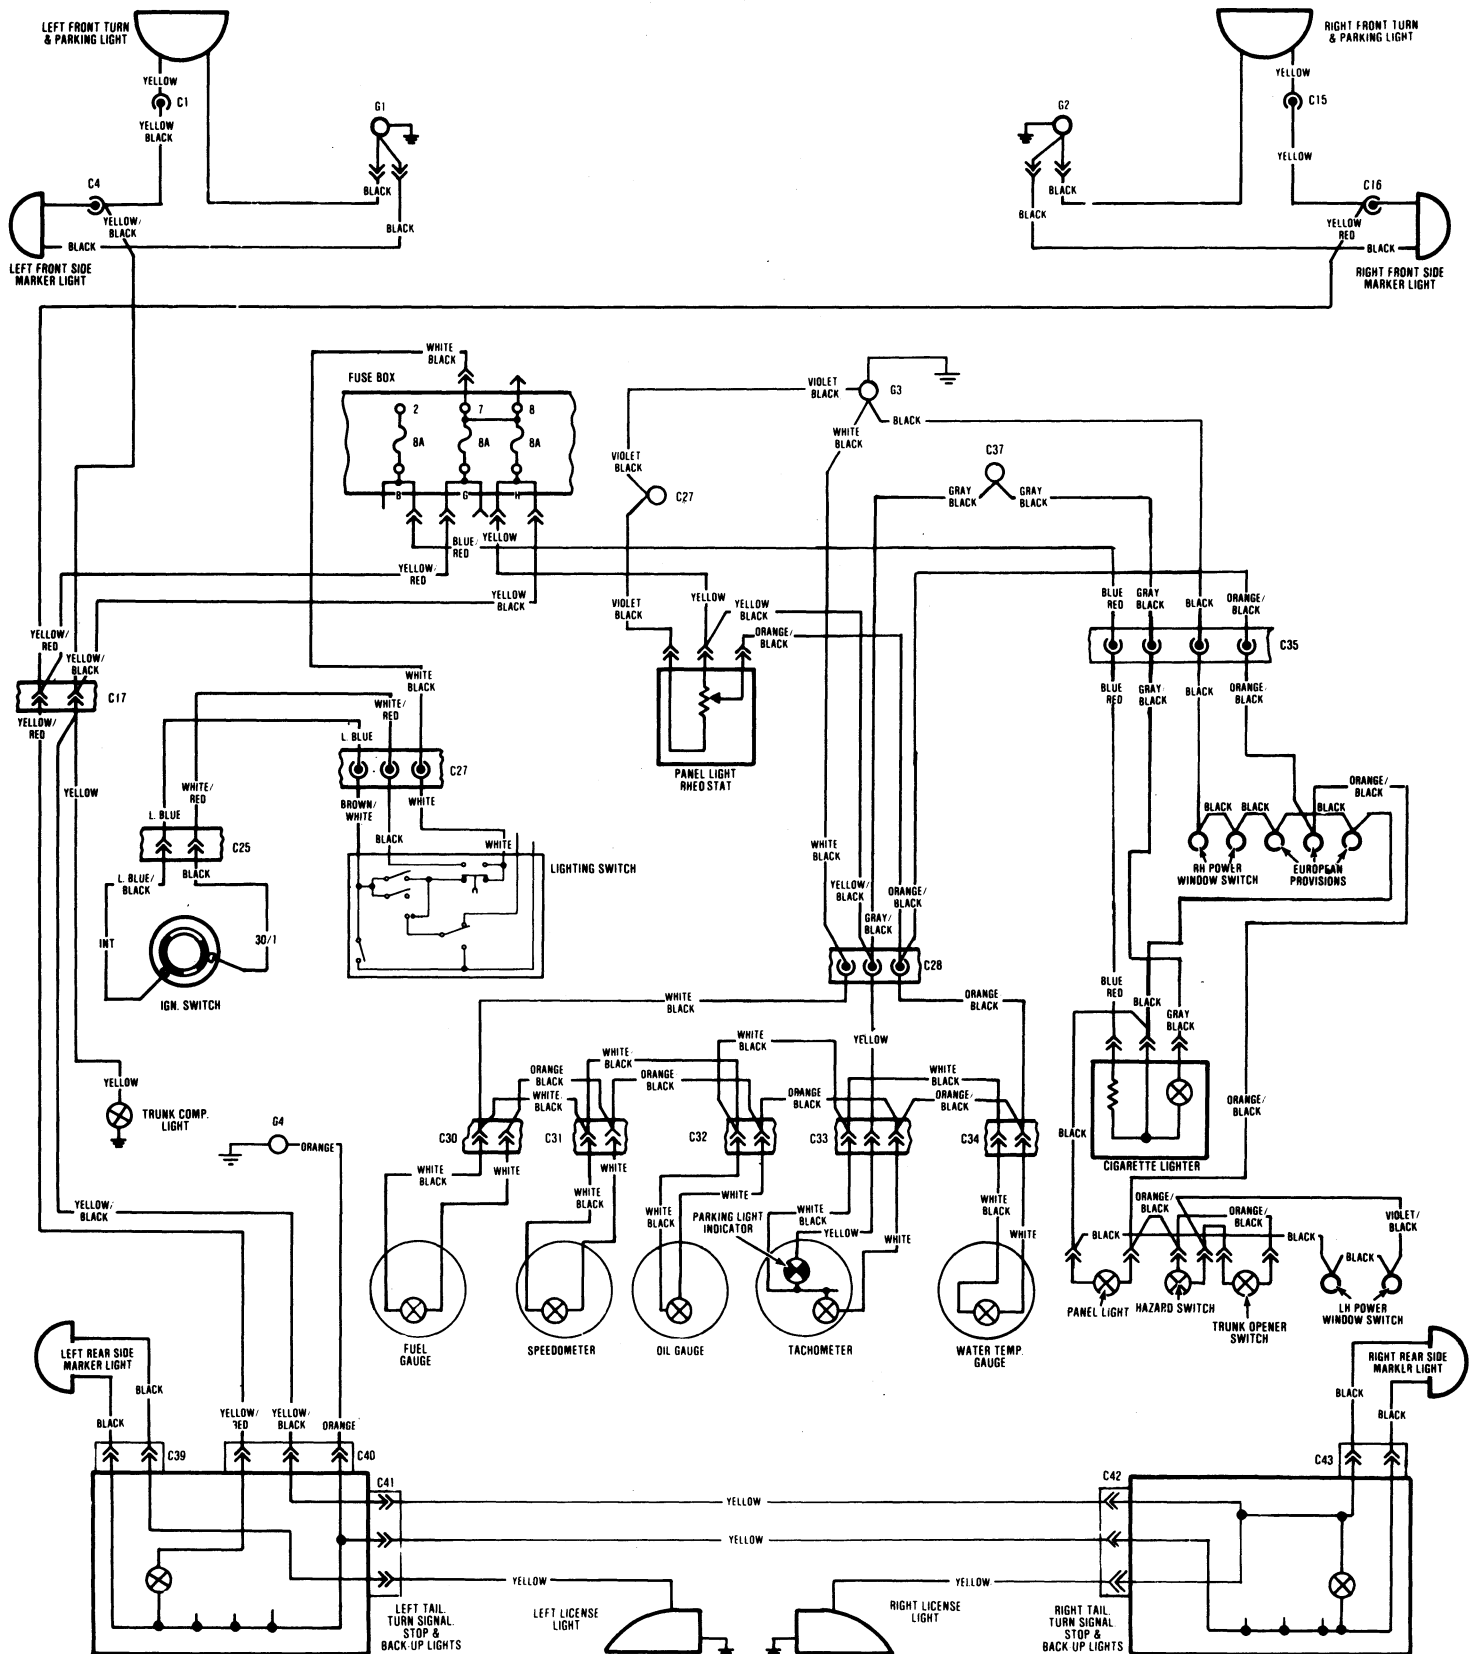 LEFT FRONT TURN
& PARKING LIGHT
RIGHT FRONT TURN
& PARKING LIGHT
YELLOW
C1
YELLOW
BLACK
G1
G2
YELLOW
C15
YELLOW
C4
YELLOW/
BLACK
BLACK
BLACK
BLACK
LEFT FRONT SIDE
MARKER LIGHT
BLACK
BLACK
C16
YELLOW
RED
BLACK
RIGHT FRONT SIDE
MARKER LIGHT
WHITE
BLACK
FUSE BOX
2
7
8
8A
8A
8A
B
G
H
VIOLET
BLACK
G3
WHITE
BLACK
BLACK
VIOLET
BLACK
C27
C37
GRAY
BLACK
GRAY
BLACK
BLUE/
RED
YELLOW
YELLOW/
RED
YELLOW
BLACK
VIOLET
BLACK
YELLOW
YELLOW
BLACK
ORANGE/
BLACK
BLUE
RED
GRAY
BLACK
BLACK
ORANGE/
BLACK
C35
YELLOW/
RED
YELLOW/
BLACK
C17
YELLOW/
RED
WHITE
BLACK
WHITE/
RED
L. BLUE
C27
BLUE
RED
GRAY
BLACK
BLACK
ORANGE
BLACK
PANEL LIGHT
RHEOSTAT
YELLOW
WHITE/
RED
L. BLUE
C25
BROWN/
WHITE
WHITE
BLACK
WHITE
LIGHTING SWITCH
L. BLUE/
BLACK
BLACK
INT
30/1
IGN. SWITCH
WHITE
BLACK
YELLOW/
BLACK
GRAY/
BLACK
ORANGE/
BLACK
C28
ORANGE/
BLACK
BLACK
BLACK
BLACK
RH POWER
WINDOW SWITCH
EUROPEAN
PROVISIONS
BLUE
RED
BLACK
GRAY
BLACK
WHITE
BLACK
ORANGE
BLACK
YELLOW
WHITE
BLACK
WHITE
BLACK
ORANGE
BLACK
ORANGE
BLACK
WHITE
BLACK
ORANGE
BLACK
WHITE
BLACK
ORANGE/
BLACK
YELLOW
TRUNK COMP.
LIGHT
G4
ORANGE
C30
C31
C32
C33
C34
BLACK
CIGARETTE LIGHTER
ORANGE/
BLACK
WHITE
BLACK
WHITE
WHITE
BLACK
WHITE
WHITE
BLACK
WHITE
PARKING LIGHT
INDICATOR
WHITE
BLACK
YELLOW
WHITE
WHITE
BLACK
WHITE
YELLOW/
BLACK
ORANGE/
BLACK
ORANGE/
BLACK
VIOLET/
BLACK
BLACK
BLACK
BLACK
PANEL LIGHT
HAZARD SWITCH
TRUNK OPENER
SWITCH
LH POWER
WINDOW SWITCH
FUEL
GAUGE
SPEEDOMETER
OIL GAUGE
TACHOMETER
WATER TEMP.
GAUGE
LEFT REAR SIDE
MARKER LIGHT
RIGHT REAR SIDE
MARKER LIGHT
BLACK
BLACK
YELLOW/
RED
YELLOW/
BLACK
ORANGE
C39
C40
C41
BLACK
BLACK
C42
C43
YELLOW
YELLOW
YELLOW
YELLOW
LEFT TAIL.
TURN SIGNAL.
STOP &
BACK-UP LIGHTS
LEFT LICENSE
LIGHT
RIGHT LICENSE
LIGHT
RIGHT TAIL.
TURN SIGNAL.
STOP &
BACK UP LIGHTS